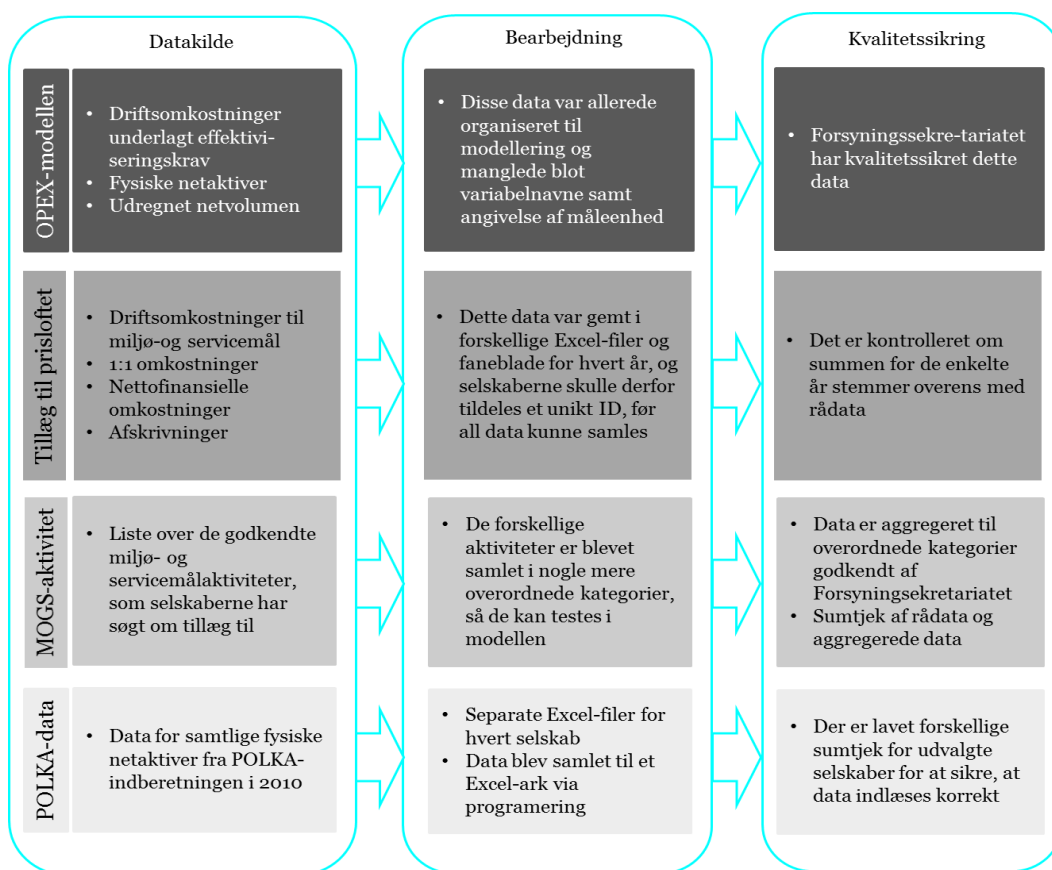 Datakilde
Bearbejdning
Kvalitetssikring
OPEX-modellen
• Driftsomkostninger
underlagt effektivi-
seringskrav
• Fysiske netaktiver
• Udregnet netvolumen
• Disse data var allerede
organiseret til
modellering og
manglede blot
variabelnavne samt
angivelse af måleenhed
• Forsyningssekre-tariatet
har kvalitetssikret dette
data
Tillæg til prisloftet
• Driftsomkostninger til
miljø-og servicemål
• 1:1 omkostninger
• Nettofinansielle
omkostninger
• Afskrivninger
• Dette data var gemt i
forskellige Excel-filer og
faneblade for hvert år, og
selskaberne skulle derfor
tildeles et unikt ID, før
all data kunne samles
• Det er kontrolleret om
summen for de enkelte
år stemmer overens med
rådata
MOGS-aktivitet
• Liste over de godkendte
miljø- og
servicemålaktiviteter,
som selskaberne har
søgt om tillæg til
• De forskellige
aktiviteter er blevet
samlet i nogle mere
overordnede kategorier,
så de kan testes i
modellen
• Data er aggregeret til
overordnede kategorier
godkendt af
Forsyningsekretariatet
• Sumtjek af rådata og
aggregerede data
POLKA-data
• Data for samtlige fysiske
netaktiver fra POLKA-
indberetningen i 2010
• Separate Excel-filer for
hvert selskab
• Data blev samlet til et
Excel-ark via
programering
• Der er lavet forskellige
sumtjek for udvalgte
selskaber for at sikre, at
data indlæses korrekt